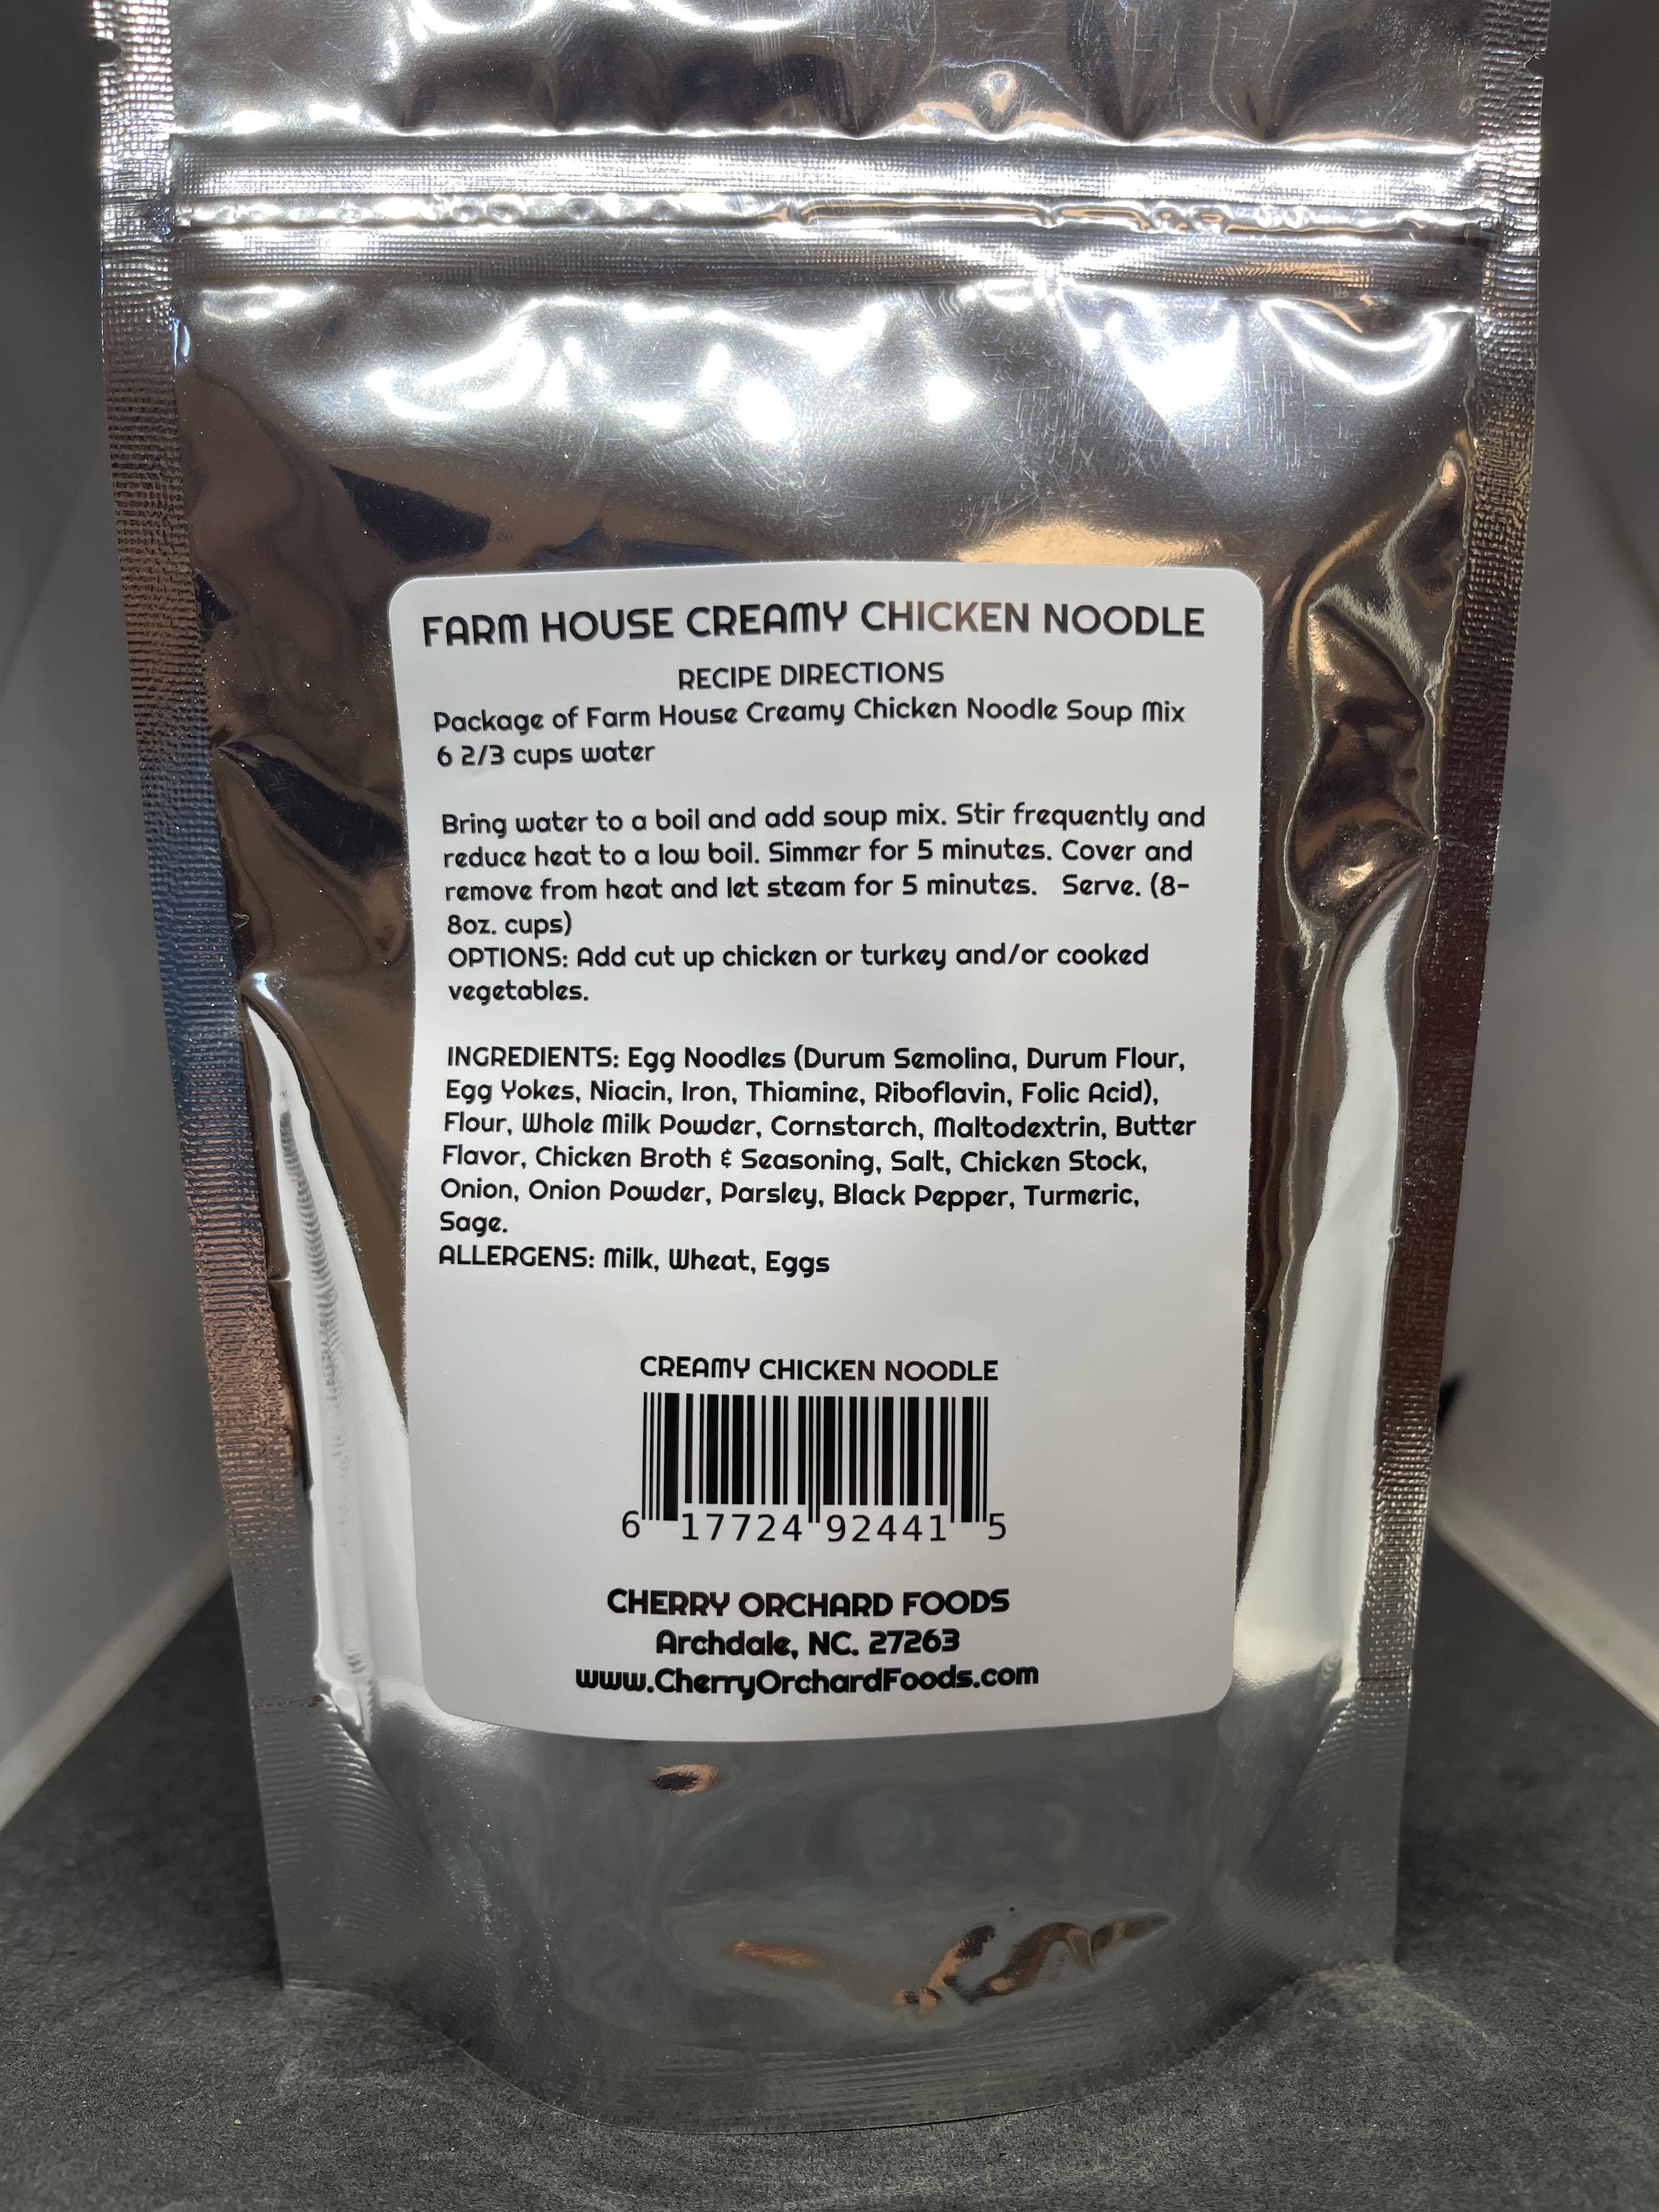 FARM HOUSE CREAMY CHICKEN NOODLE
RECIPE DIRECTIONS
Package of Farm House Creamy Chicken Noodle Soup Mix
6 2/3 cups water
Bring water to a boil and add soup mix. Stir frequently and
reduce heat to a low boil. Simmer for 5 minutes. Cover and
remove from heat and let steam for 5 minutes. Serve. (8-
8oz. cups)
OPTIONS: Add cut up chicken or turkey and/or cooked
vegetables.
INGREDIENTS: Egg Noodles (Durum Semolina, Durum Flour,
Egg Yokes, Niacin, Iron, Thiamine, Riboflavin, Folic Acid),
Flour, Whole Milk Powder, Cornstarch, Maltodextrin, Butter
Flavor, Chicken Broth & Seasoning, Salt, Chicken Stock,
Onion, Onion Powder, Parsley, Black Pepper, Turmeric,
Sage.
ALLERGENS: Milk, Wheat, Eggs
CREAMY CHICKEN NOODLE
6 17724 92441 5
CHERRY ORCHARD FOODS
Archdale, NC. 27263
www.CherryOrchardFoods.com